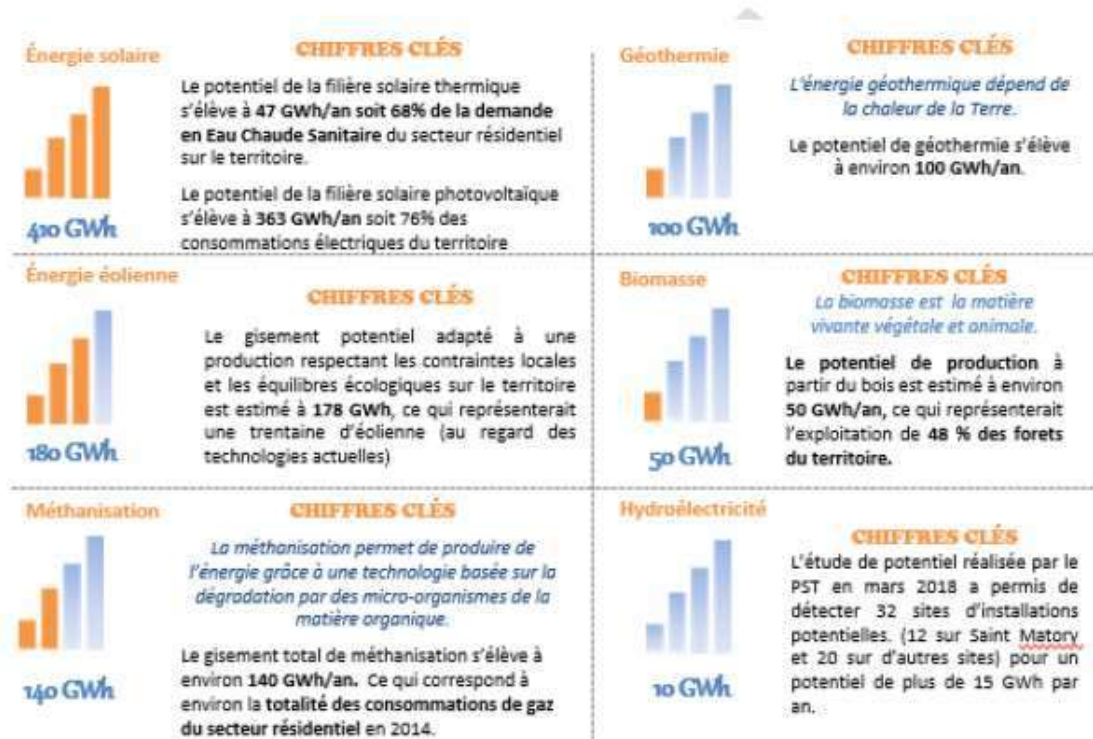 Énergie solaire
CHIFFRES CLÉS
Le potentiel de la filière solaire thermique
s'élève à 47 GWh/an soit 68% de la demande
en Eau Chaude Sanitaire du secteur résidentiel
sur le territoire.
Le potentiel de la filière solaire photovoltaïque
s'élève à 363 GWh/an soit 76% des
consommations électriques du territoire
410 GWh
Géothermie
CHIFFRES CLÉS
L'énergie géothermique dépend de
la chaleur de la Terre.
Le potentiel de géothermie s'élève
à environ 100 GWh/an.
100 GWh
Énergie éolienne
CHIFFRES CLÉS
Le gisement potentiel adapté à une
production respectant les contraintes locales
et les équilibres écologiques sur le territoire
est estimé à 178 GWh, ce qui représenterait
une trentaine d'éolienne (au regard des
technologies actuelles)
180 GWh
Biomasse
CHIFFRES CLÉS
La biomasse est la matière
vivante végétale et animale.
Le potentiel de production à
partir du bois est estimé à environ
50 GWh/an, ce qui représenterait
l'exploitation de 48 % des forets
du territoire.
50 GWh
Méthanisation
CHIFFRES CLÉS
La méthanisation permet de produire de
l'énergie grâce à une technologie basée sur la
dégradation par des micro-organismes de la
matière organique.
Le gisement total de méthanisation s'élève à
environ 140 GWh/an. Ce qui correspond à
environ la totalité des consommations de gaz
du secteur résidentiel en 2014.
140 GWh
Hydroélectricité
CHIFFRES CLÉS
L'étude de potentiel réalisée par le
PST en mars 2018 a permis de
détecter 32 sites d'installations
potentielles. (12 sur Saint Matory
et 20 sur d'autres sites) pour un
potentiel de plus de 15 GWh par
an.
10 GWh